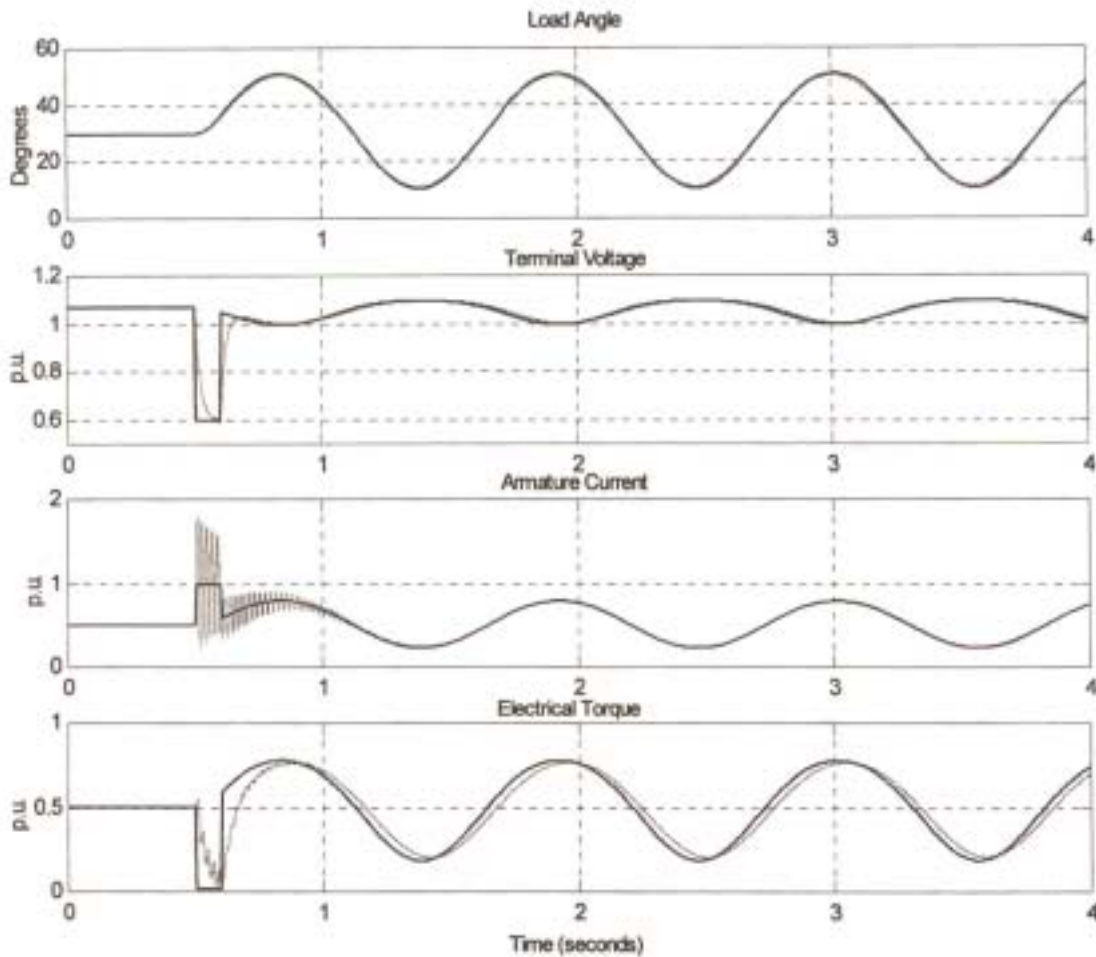 Load Angle
60
40
20
0
Degrees
0 1 2 3 4
Terminal Voltage
1.2
1
0.8
0.6
p.u.
0 1 2 3 4
Armature Current
2
1
0
p.u.
0 1 2 3 4
Electrical Torque
1
0.5
0
p.u.
0 1 2 3 4
Time (seconds)